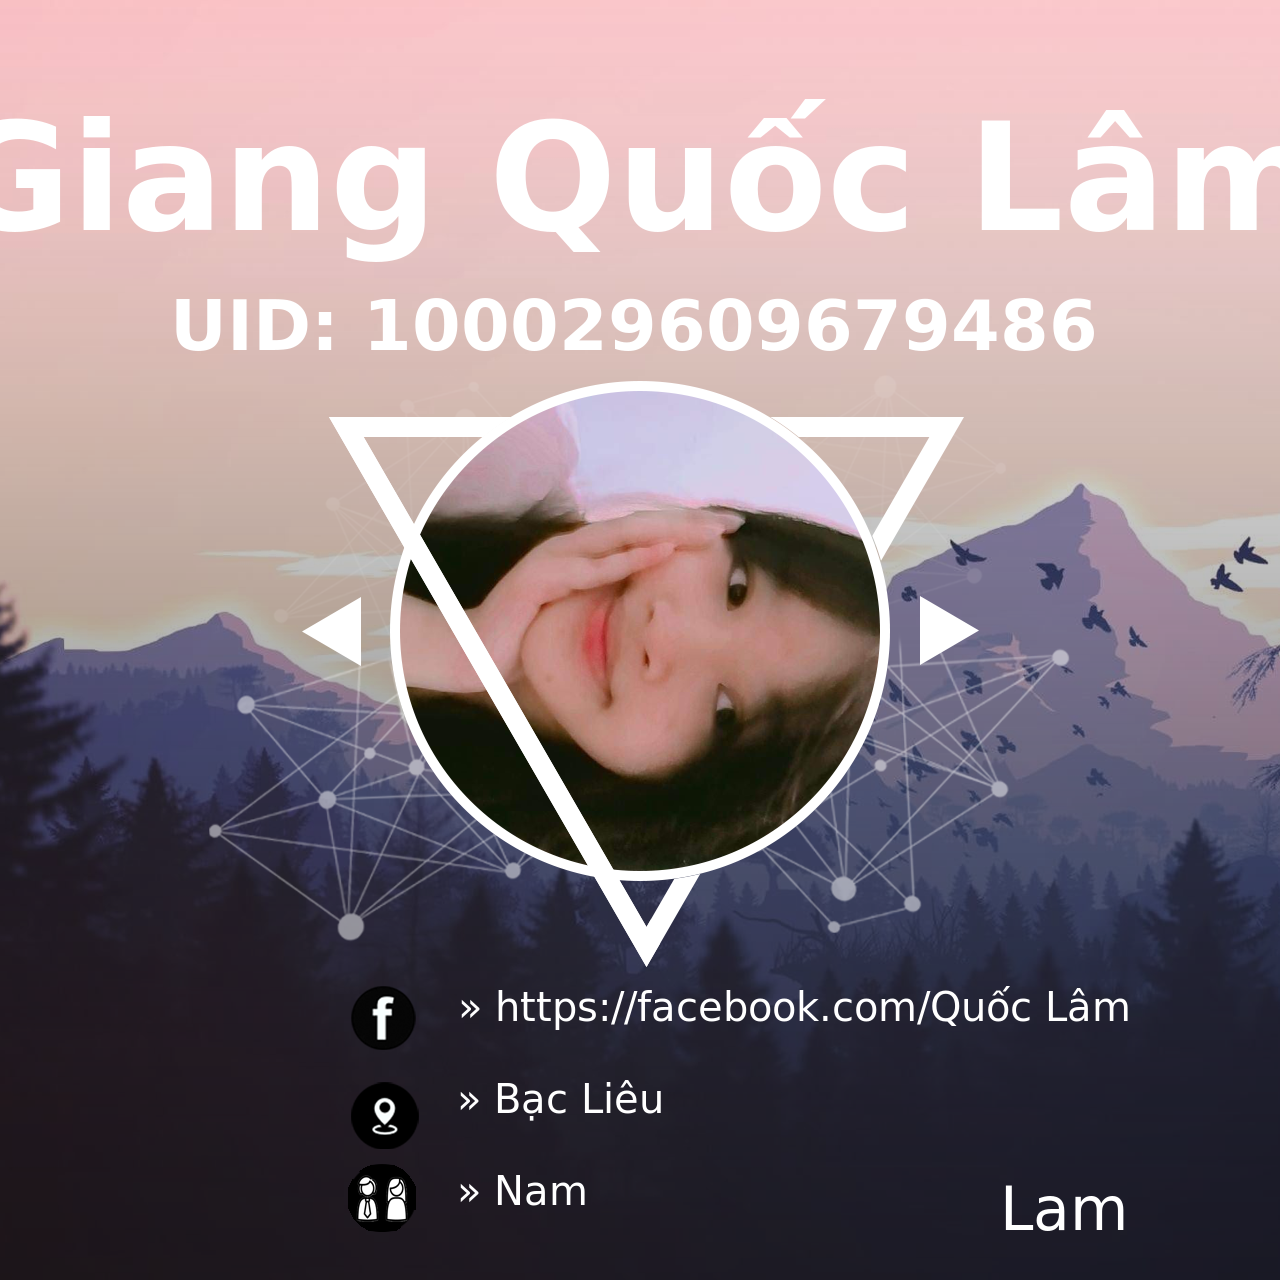 Giang Quốc Lâm
UID: 100029609679486
» https://facebook.com/Quốc Lâm
» Bạc Liêu
» Nam
Lam